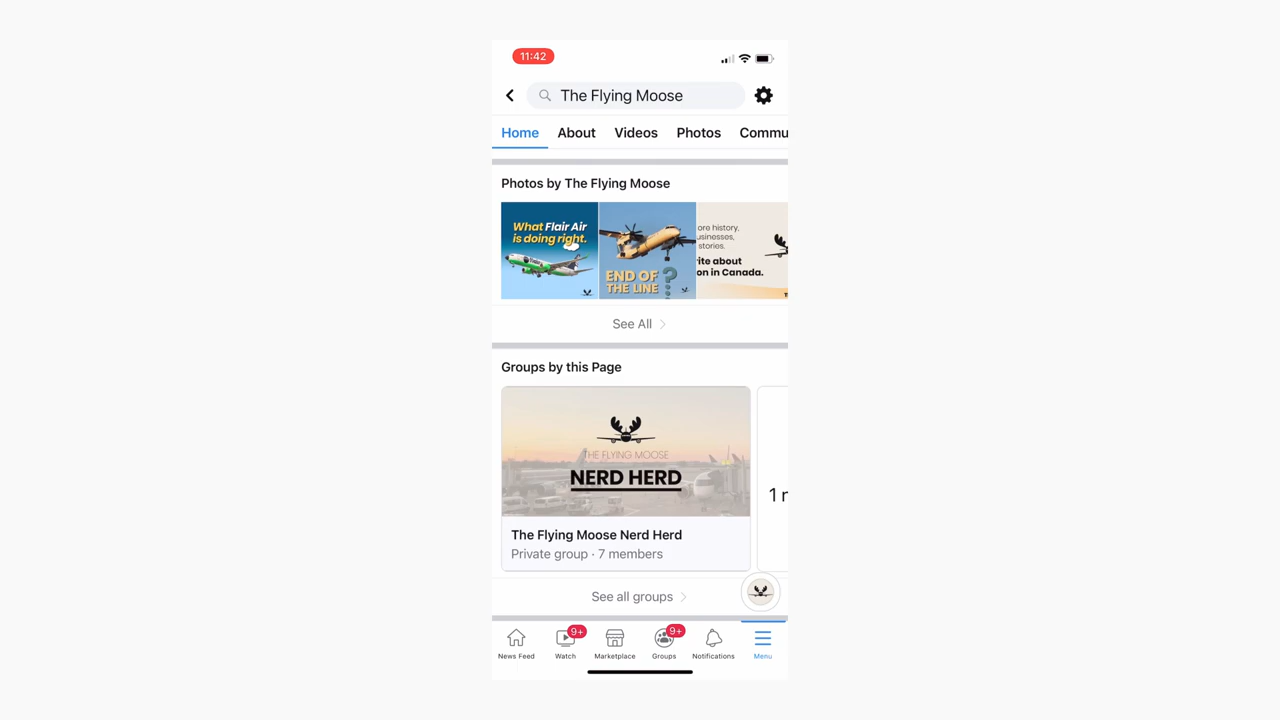 11:42
The Flying Moose
Home About Videos Photos Commu
Photos by The Flying Moose
What Flair Air
is doing right.
END OF
THE LINE ?
ore history,
usinesses,
stories.
ite about
on in Canada.
See All
Groups by this Page
THE FLYING MOOSE
NERD HERD
1 r
The Flying Moose Nerd Herd
Private group · 7 members
See all groups
9+ 9+
News Feed Watch Marketplace Groups Notifications Menu